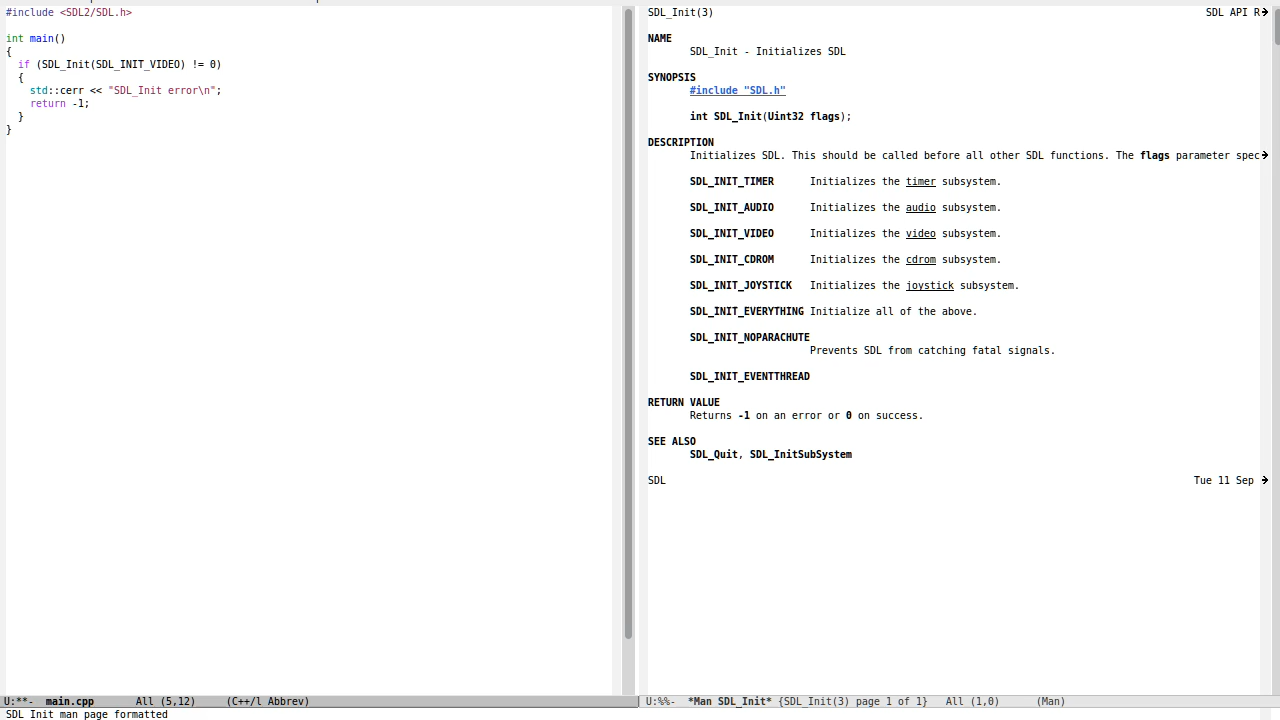 #include <SDL2/SDL.h>
int main()
{
  if (SDL_Init(SDL_INIT_VIDEO) != 0)
  {
    std::cerr << "SDL_Init error\n";
    return -1;
  }
}
U:**-  main.cpp       All (5,12)     (C++/l Abbrev)
SDL_Init(3)                                        SDL API R
NAME
       SDL_Init - Initializes SDL
SYNOPSIS
       #include "SDL.h"
       int SDL_Init(Uint32 flags);
DESCRIPTION
       Initializes SDL. This should be called before all other SDL functions. The flags parameter spec
       SDL_INIT_TIMER      Initializes the timer subsystem.
       SDL_INIT_AUDIO      Initializes the audio subsystem.
       SDL_INIT_VIDEO      Initializes the video subsystem.
       SDL_INIT_CDROM      Initializes the cdrom subsystem.
       SDL_INIT_JOYSTICK   Initializes the joystick subsystem.
       SDL_INIT_EVERYTHING Initialize all of the above.
       SDL_INIT_NOPARACHUTE
                           Prevents SDL from catching fatal signals.
       SDL_INIT_EVENTTHREAD
RETURN VALUE
       Returns -1 on an error or 0 on success.
SEE ALSO
       SDL_Quit, SDL_InitSubSystem
SDL                                        Tue 11 Sep
U:%%-  *Man SDL_Init* {SDL_Init(3) page 1 of 1}   All (1,0)      (Man)
SDL_Init man page formatted